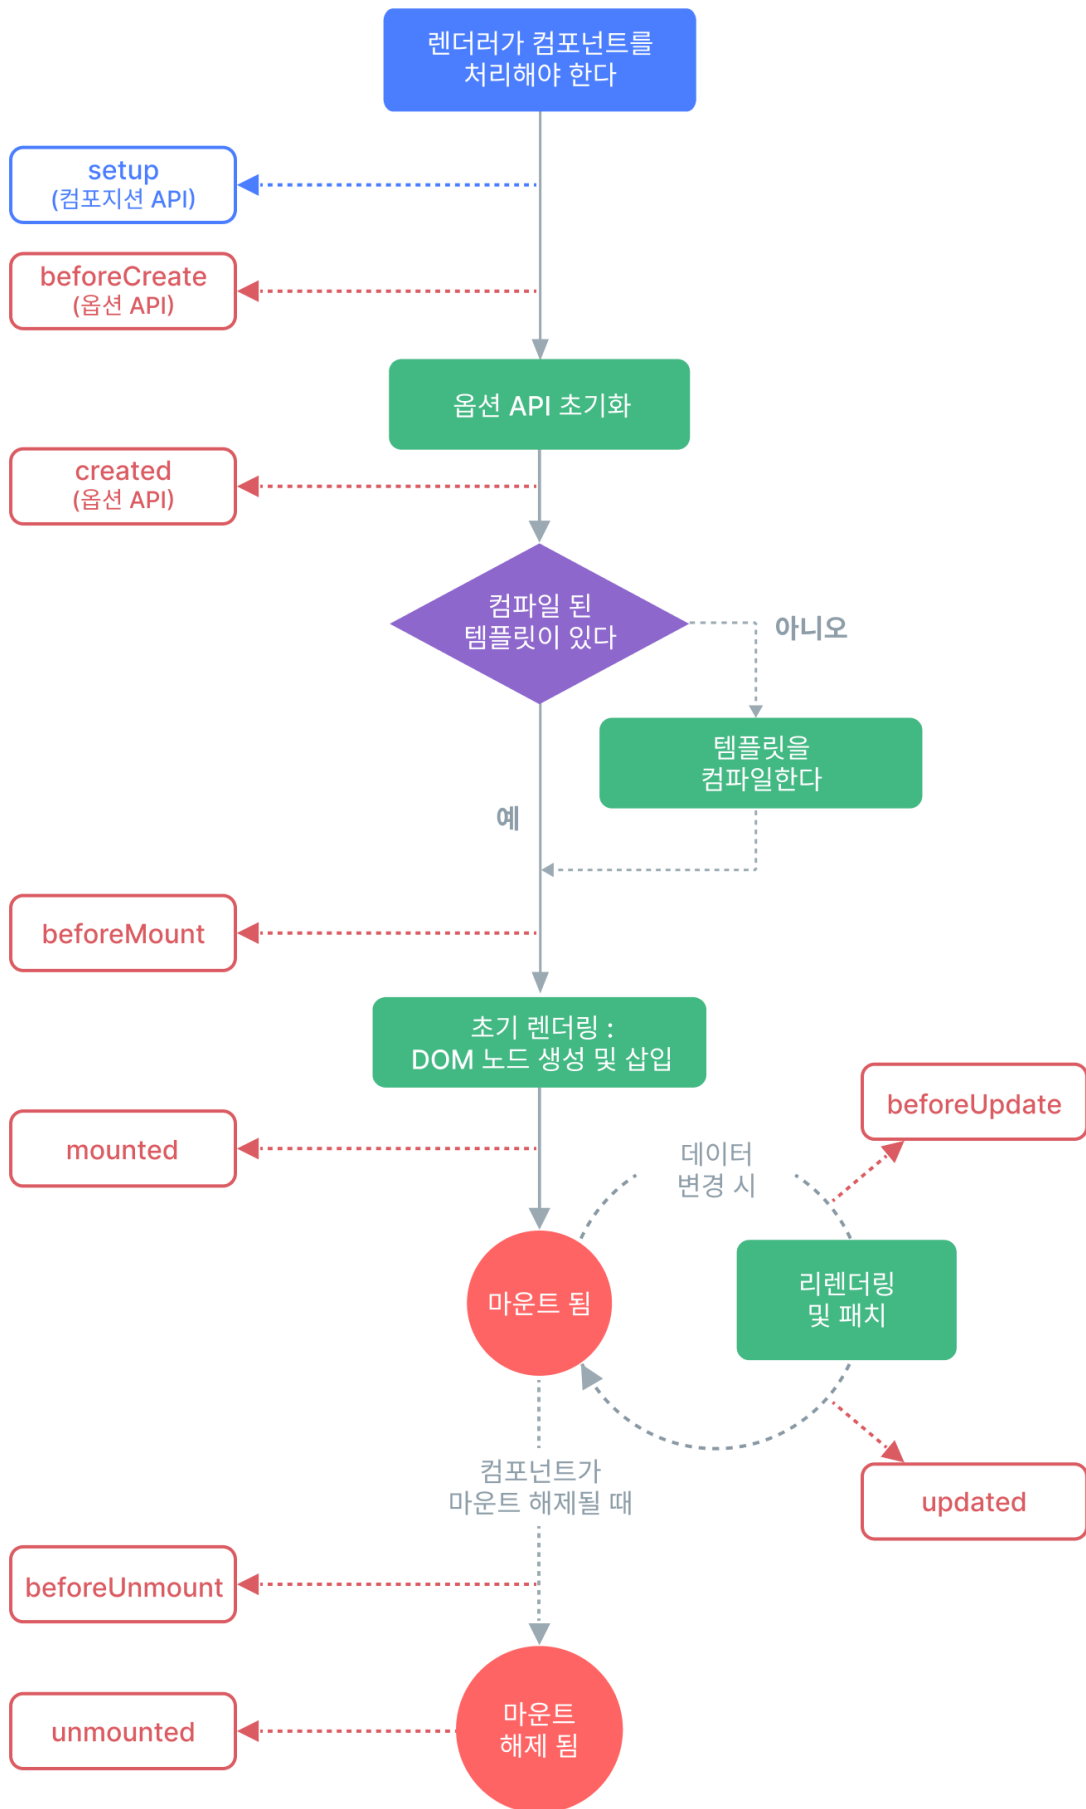 렌더러가 컴포넌트를
처리해야 한다
setup
(컴포지션 API)
beforeCreate
(옵션 API)
옵션 API 초기화
created
(옵션 API)
컴파일 된
템플릿이 있다
아니오
템플릿을
컴파일한다
예
beforeMount
초기 렌더링 :
DOM 노드 생성 및 삽입
beforeUpdate
mounted
데이터
변경 시
마운트 됨
리렌더링
및 패치
컴포넌트가
마운트 해제될 때
updated
beforeUnmount
unmounted
마운트
해제 됨